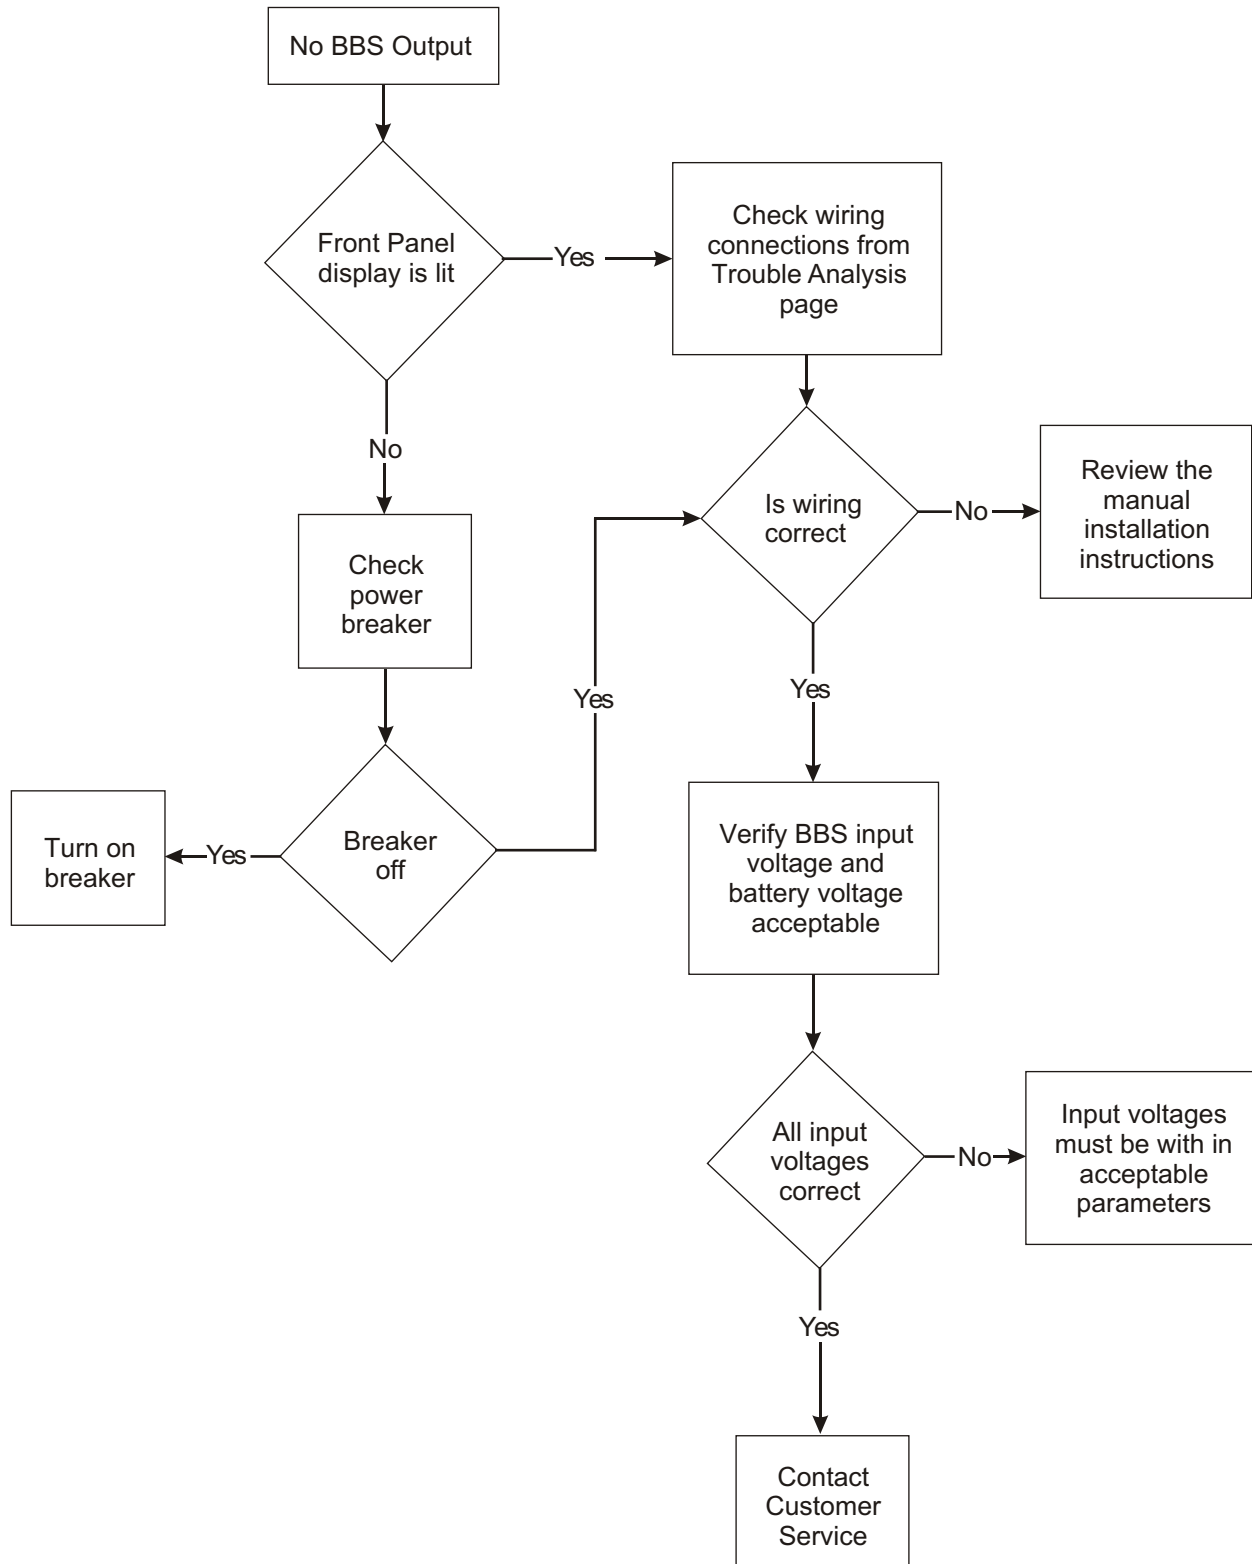 No BBS Output
Front Panel
display is lit
Yes
Check wiring
connections from
Trouble Analysis
page
No
Check
power
breaker
Is wiring
correct
No
Review the
manual
installation
instructions
Yes
Yes
Breaker
off
Yes
Turn on
breaker
Verify BBS input
voltage and
battery voltage
acceptable
All input
voltages
correct
No
Input voltages
must be with in
acceptable
parameters
Yes
Contact
Customer
Service